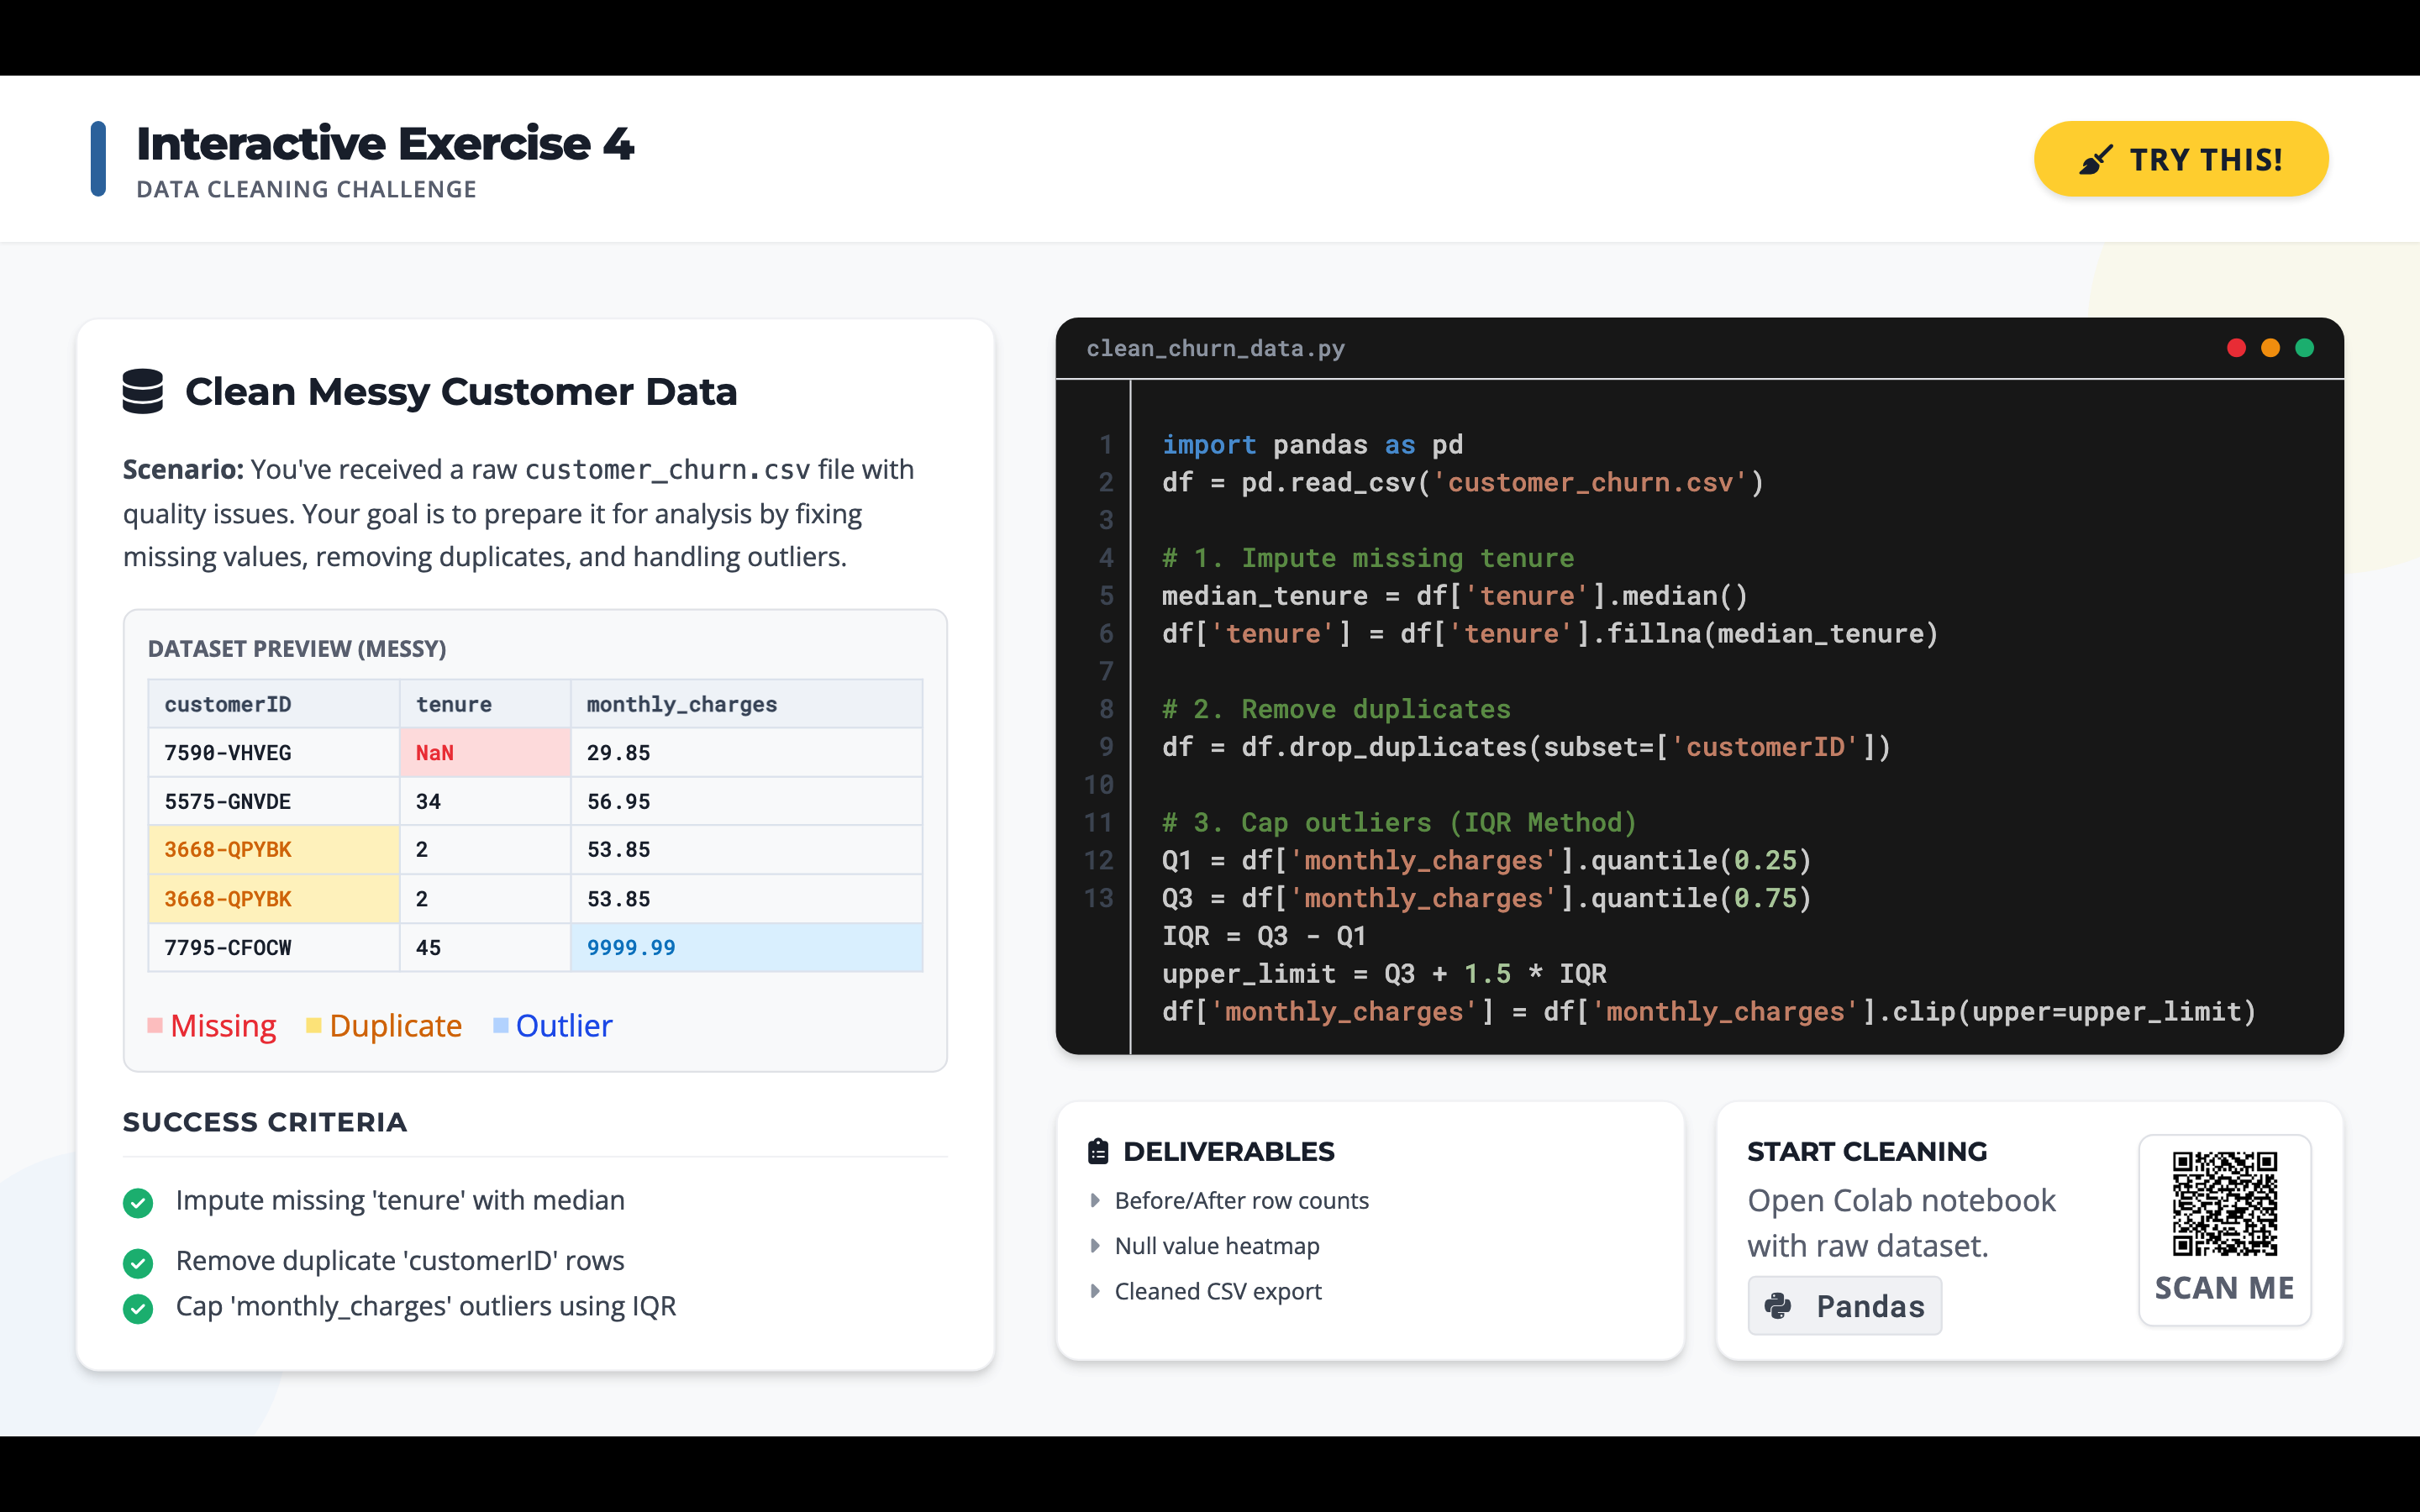 Interactive Exercise 4
DATA CLEANING CHALLENGE
TRY THIS!
Clean Messy Customer Data
Scenario: You've received a raw customer_churn.csv file with
quality issues. Your goal is to prepare it for analysis by fixing
missing values, removing duplicates, and handling outliers.
DATASET PREVIEW (MESSY)
customerID tenure monthly_charges
7590-VHVEG NaN 29.85
5575-GNVDE 34 56.95
3668-QPYBK 2 53.85
3668-QPYBK 2 53.85
7795-CFOCW 45 9999.99
Missing Duplicate Outlier
SUCCESS CRITERIA
Impute missing 'tenure' with median
Remove duplicate 'customerID' rows
Cap 'monthly_charges' outliers using IQR
clean_churn_data.py
1 import pandas as pd
2 df = pd.read_csv('customer_churn.csv')
3
4 # 1. Impute missing tenure
5 median_tenure = df['tenure'].median()
6 df['tenure'] = df['tenure'].fillna(median_tenure)
7
8 # 2. Remove duplicates
9 df = df.drop_duplicates(subset=['customerID'])
10
11 # 3. Cap outliers (IQR Method)
12 Q1 = df['monthly_charges'].quantile(0.25)
13 Q3 = df['monthly_charges'].quantile(0.75)
IQR = Q3 - Q1
upper_limit = Q3 + 1.5 * IQR
df['monthly_charges'] = df['monthly_charges'].clip(upper=upper_limit)
DELIVERABLES
Before/After row counts
Null value heatmap
Cleaned CSV export
START CLEANING
Open Colab notebook
with raw dataset.
Pandas
SCAN ME